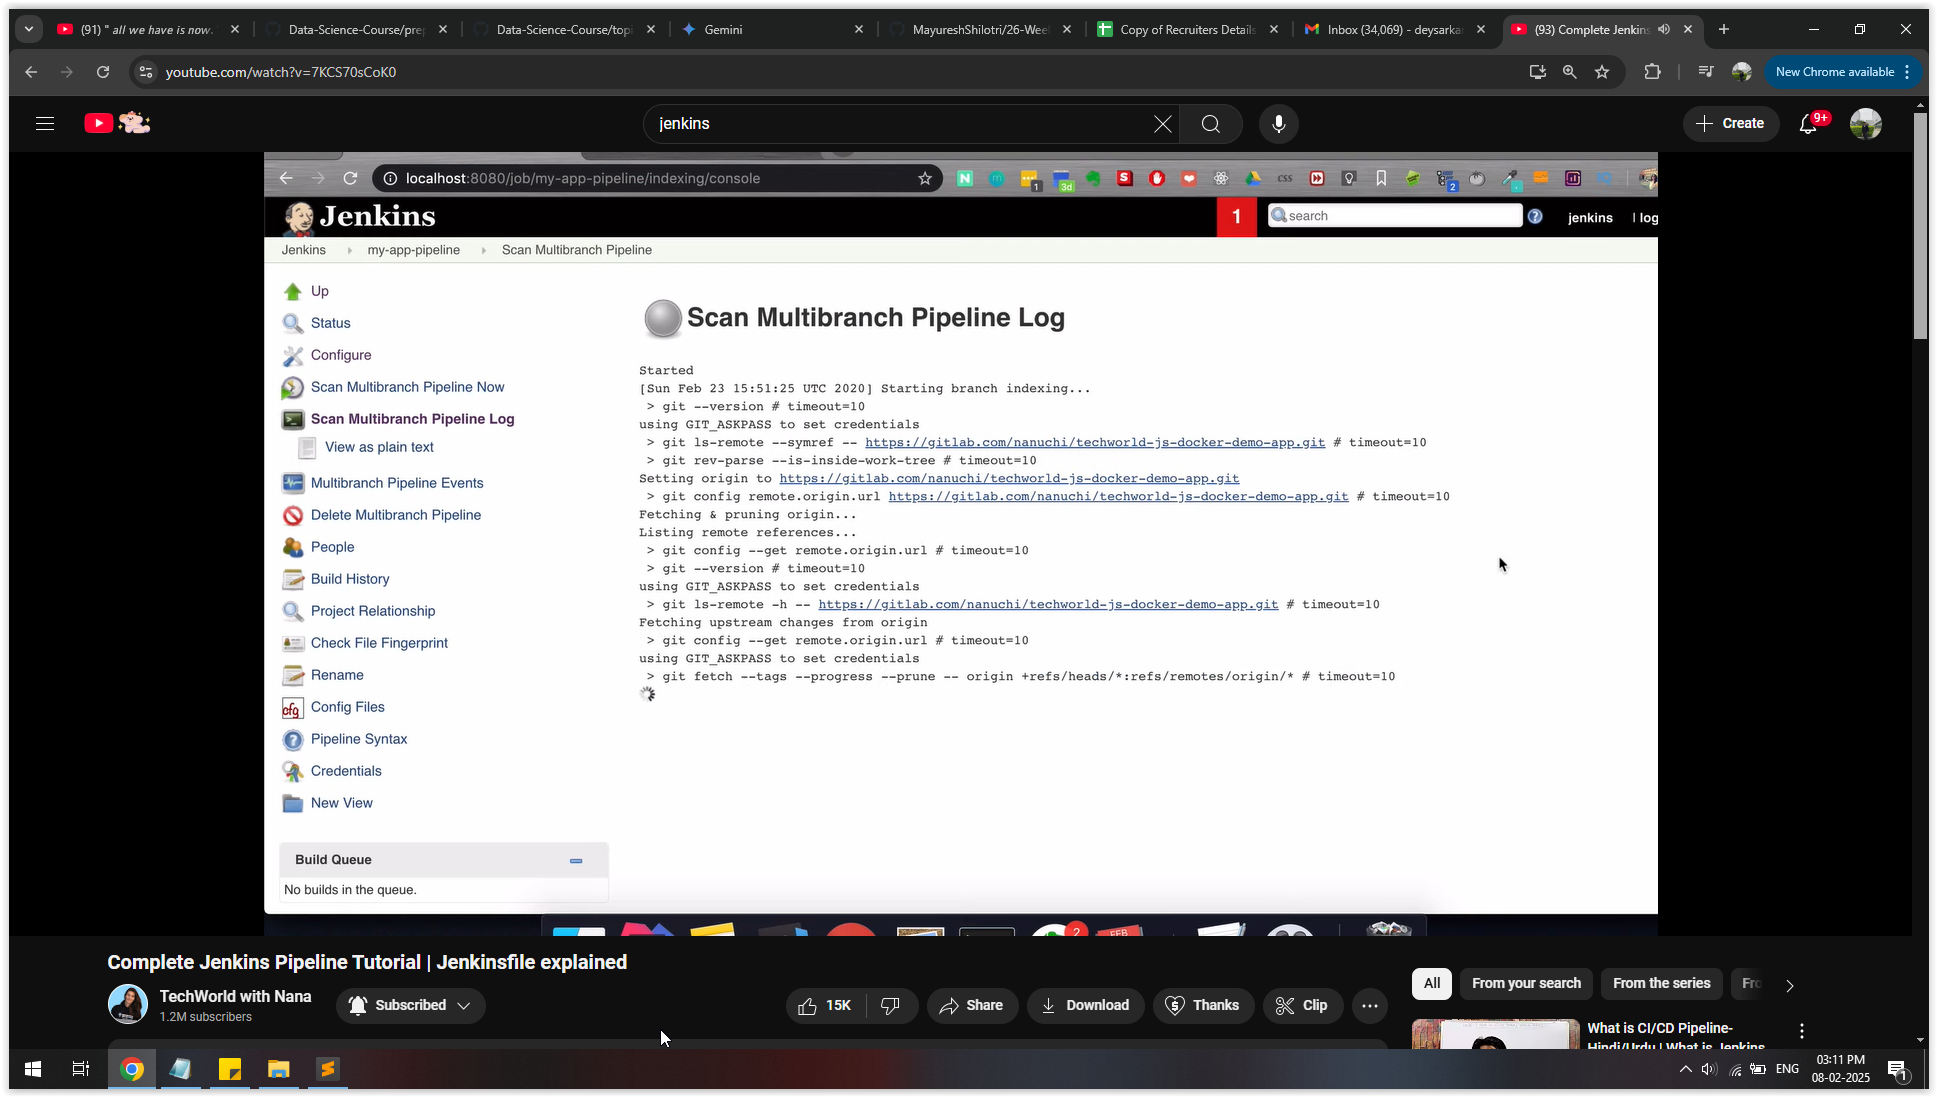 (91) " all we have is now.
Data-Science-Course/prep
Data-Science-Course/topi
Gemini
MayureshShilotri/26-Wee
Copy of Recruiters Details
Inbox (34,069) - deysarkar
(93) Complete Jenkins
youtube.com/watch?v=7KCS70sCoK0
New Chrome available
jenkins
Create
9+
localhost:8080/job/my-app-pipeline/indexing/console
Jenkins
1
search
jenkins
| log
Jenkins
my-app-pipeline
Scan Multibranch Pipeline
Up
Status
Configure
Scan Multibranch Pipeline Now
Scan Multibranch Pipeline Log
View as plain text
Multibranch Pipeline Events
Delete Multibranch Pipeline
People
Build History
Project Relationship
Check File Fingerprint
Rename
Config Files
Pipeline Syntax
Credentials
New View
Build Queue
No builds in the queue.
Scan Multibranch Pipeline Log
Started
[Sun Feb 23 15:51:25 UTC 2020] Starting branch indexing...
> git --version # timeout=10
using GIT_ASKPASS to set credentials
> git ls-remote --symref -- https://gitlab.com/nanuchi/techworld-js-docker-demo-app.git # timeout=10
> git rev-parse --is-inside-work-tree # timeout=10
Setting origin to https://gitlab.com/nanuchi/techworld-js-docker-demo-app.git
> git config remote.origin.url https://gitlab.com/nanuchi/techworld-js-docker-demo-app.git # timeout=10
Fetching & pruning origin...
Listing remote references...
> git config --get remote.origin.url # timeout=10
> git --version # timeout=10
using GIT_ASKPASS to set credentials
> git ls-remote -h -- https://gitlab.com/nanuchi/techworld-js-docker-demo-app.git # timeout=10
Fetching upstream changes from origin
> git config --get remote.origin.url # timeout=10
using GIT_ASKPASS to set credentials
> git fetch --tags --progress --prune -- origin +refs/heads/*:refs/remotes/origin/* # timeout=10
2
FEB
Complete Jenkins Pipeline Tutorial | Jenkinsfile explained
TechWorld with Nana
1.2M subscribers
Subscribed
15K
Share
Download
Thanks
Clip
All
From your search
From the series
Fro
What is CI/CD Pipeline-
Hindi/Urdu | What is Jenkins
ENG
03:11 PM
08-02-2025
1